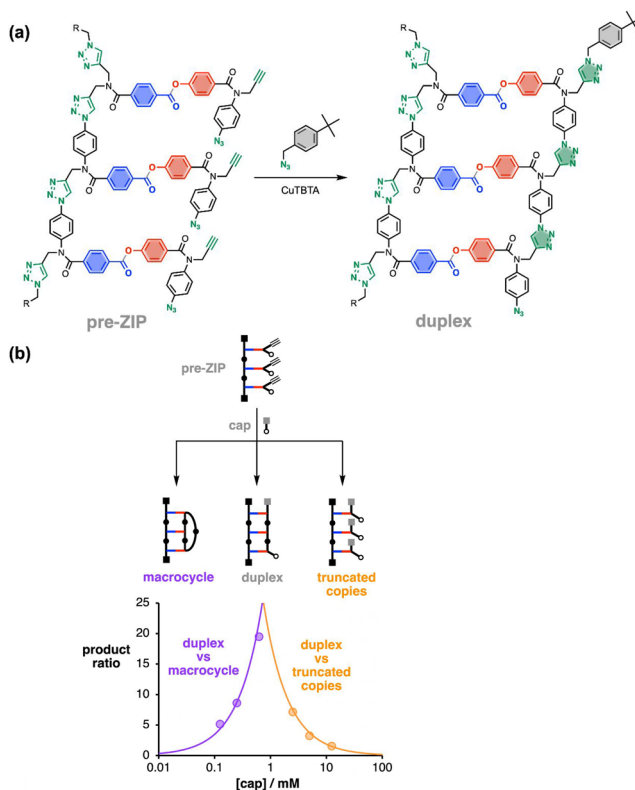 (a)
R
N
N=N
N
O
O
O
O
N
N₃
N
N
N
N
O
O
O
O
N
N₃
N
N
N
N
O
O
O
O
N
N₃
N
N
N
R
pre-ZIP
N₃
CuTBTA
R
N
N=N
N
O
O
O
O
N
N
N
N
N
N
N
N
O
O
O
O
N
N
N
N
N
N
N
N
O
O
O
O
N
N
N
N
N₃
N
N
N
R
duplex
(b)
pre-ZIP
cap
macrocycle
duplex
truncated
copies
25
20
15
10
5
0
product
ratio
duplex
vs
macrocycle
duplex
vs
truncated
copies
0.01
0.1
1
10
100
[cap] / mM